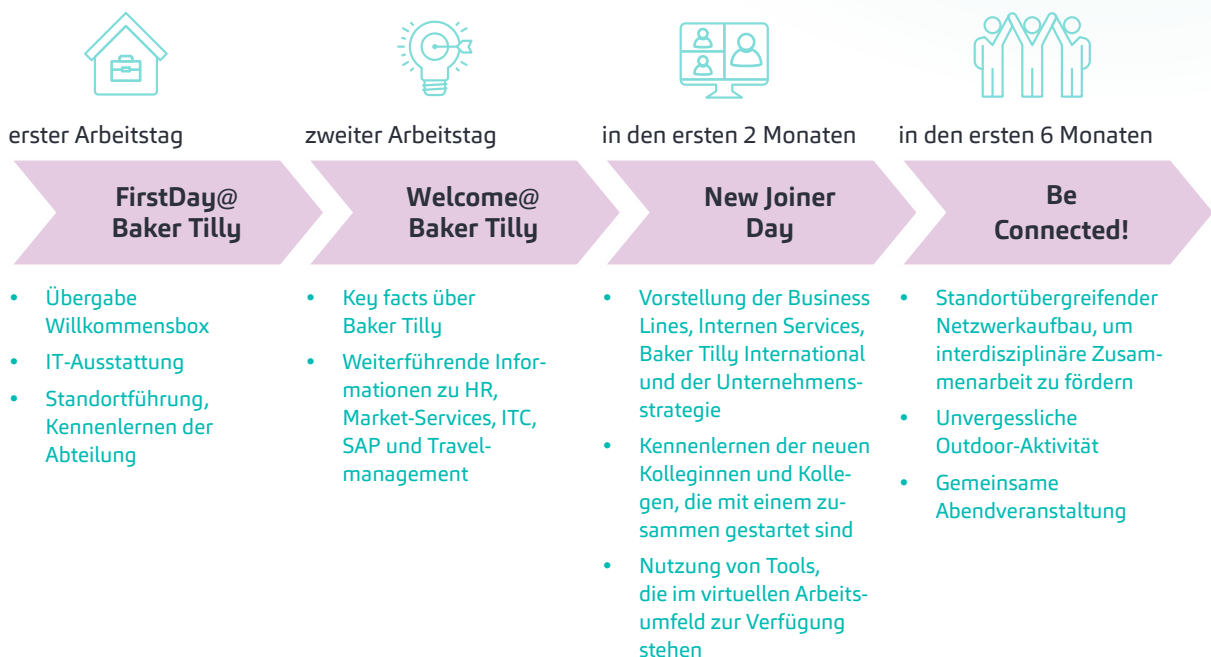 erster Arbeitstag
FirstDay@
Baker Tilly
• Übergabe
Willkommensbox
• IT-Ausstattung
• Standortführung,
Kennenlernen der
Abteilung
zweiter Arbeitstag
Welcome@
Baker Tilly
• Key facts über
Baker Tilly
• Weiterführende Infor-
mationen zu HR,
Market-Services, ITC,
SAP und Travel-
management
in den ersten 2 Monaten
New Joiner
Day
• Vorstellung der Business
Lines, Internen Services,
Baker Tilly International
und der Unternehmens-
strategie
• Kennenlernen der neuen
Kolleginnen und Kolle-
gen, die mit einem zu-
sammen gestartet sind
• Nutzung von Tools,
die im virtuellen Arbeits-
umfeld zur Verfügung
stehen
in den ersten 6 Monaten
Be
Connected!
• Standortübergreifender
Netzwerkaufbau, um
interdisziplinäre Zusam-
menarbeit zu fördern
• Unvergessliche
Outdoor-Aktivität
• Gemeinsame
Abendveranstaltung